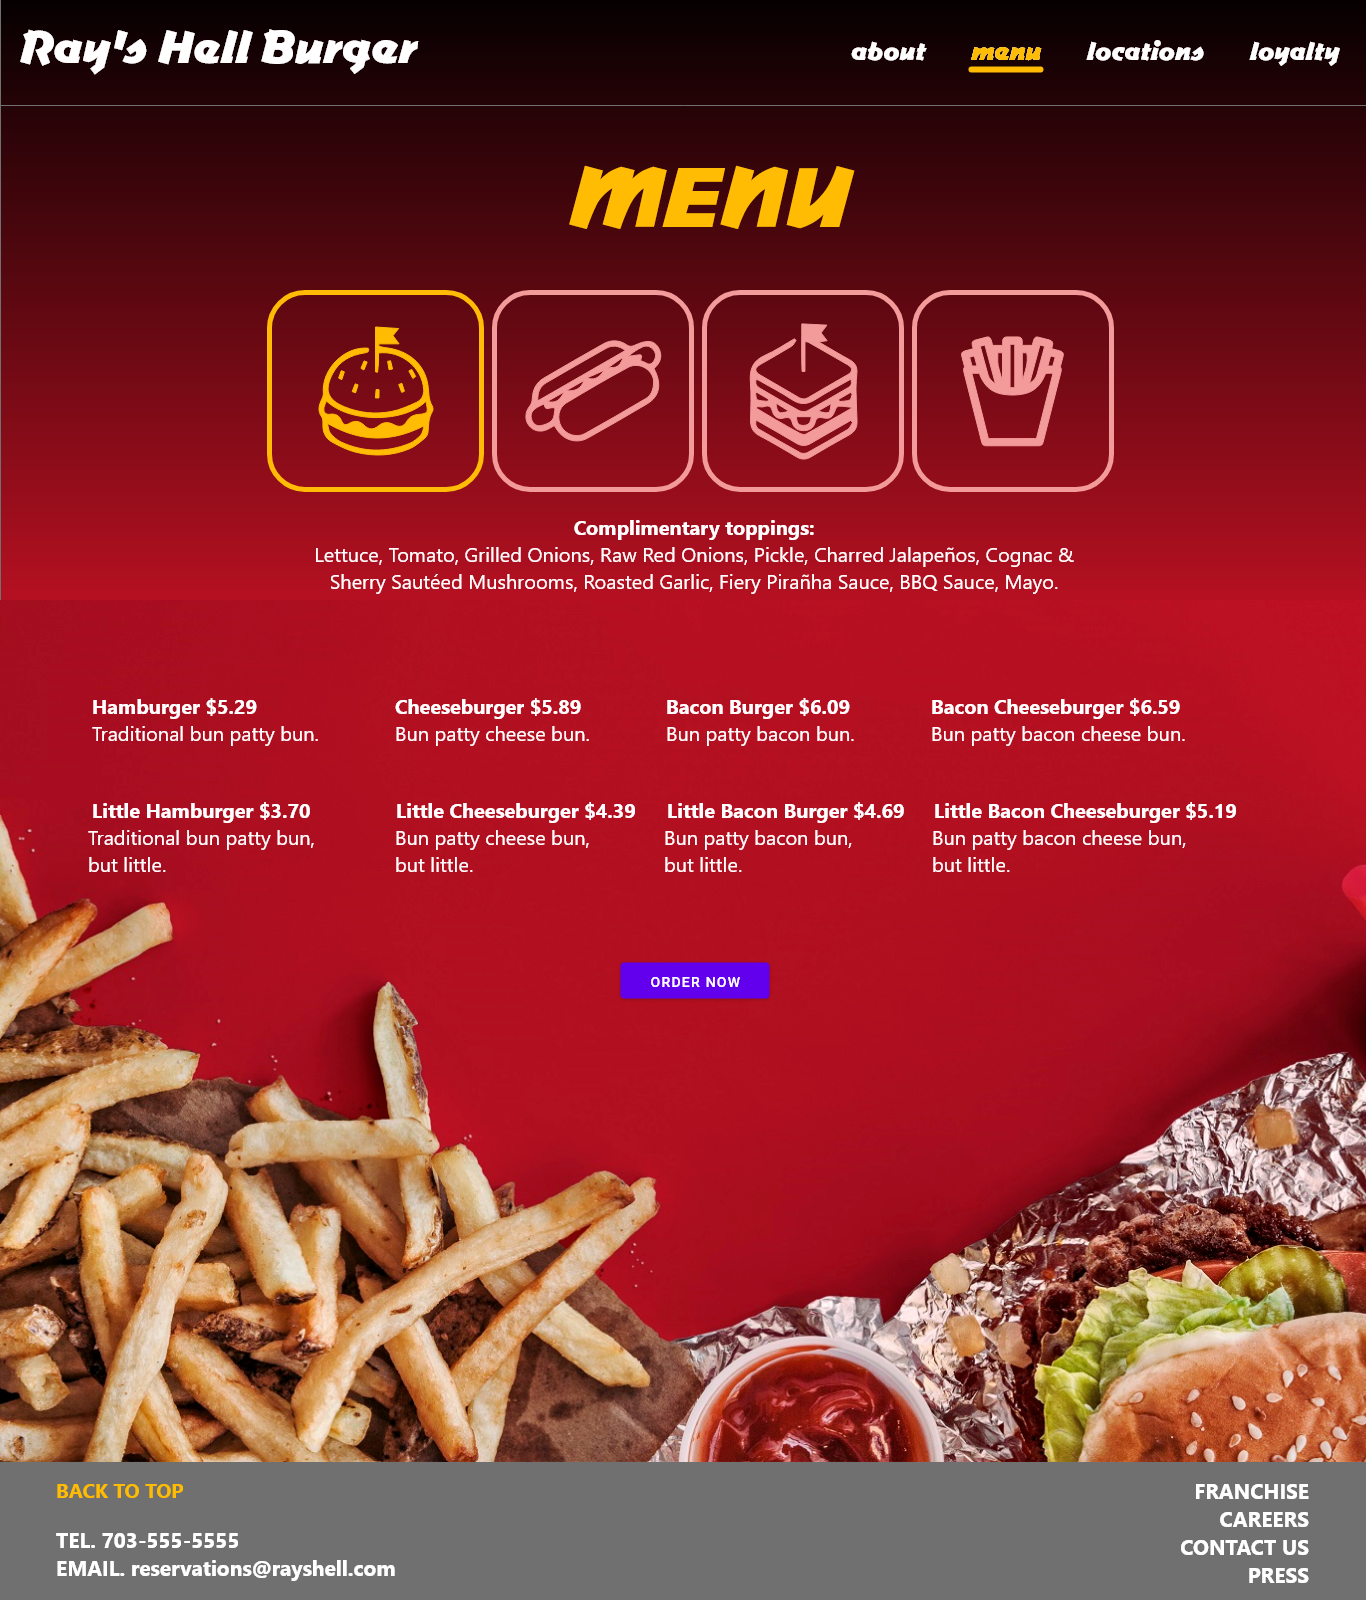 Ray's Hell Burger
about menu locations loyalty
MENU
Complimentary toppings:
Lettuce, Tomato, Grilled Onions, Raw Red Onions, Pickle, Charred Jalapeños, Cognac &
Sherry Sautéed Mushrooms, Roasted Garlic, Fiery Pirañha Sauce, BBQ Sauce, Mayo.
Hamburger $5.29
Traditional bun patty bun.
Cheeseburger $5.89
Bun patty cheese bun.
Bacon Burger $6.09
Bun patty bacon bun.
Bacon Cheeseburger $6.59
Bun patty bacon cheese bun.
Little Hamburger $3.70
Traditional bun patty bun,
but little.
Little Cheeseburger $4.39
Bun patty cheese bun,
but little.
Little Bacon Burger $4.69
Bun patty bacon bun,
but little.
Little Bacon Cheeseburger $5.19
Bun patty bacon cheese bun,
but little.
ORDER NOW
BACK TO TOP
TEL. 703-555-5555
EMAIL. reservations@rayshell.com
FRANCHISE
CAREERS
CONTACT US
PRESS